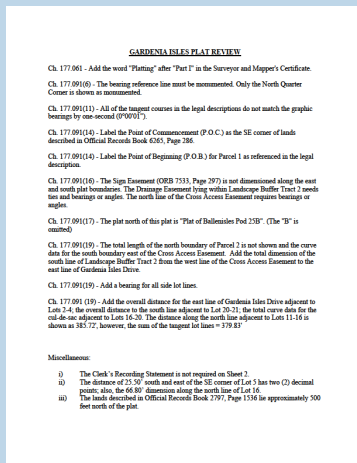 GARDENIA ISLES PLAT REVIEW
Ch. 177.061 - Add the word "Platting" after "Part I" in the Surveyor and Mapper's Certificate.
Ch. 177.091(6) - The bearing reference line must be monumented. Only the North Quarter
Corner is shown as monumented.
Ch. 177.091(11) - All of the tangent courses in the legal descriptions do not match the graphic
bearings by one-second (0°00'01").
Ch. 177.091(14) - Label the Point of Commencement (P.O.C.) as the SE corner of lands
described in Official Records Book 6265, Page 286.
Ch. 177.091(14) - Label the Point of Beginning (P.O.B.) for Parcel 1 as referenced in the legal
description.
Ch. 177.091(16) - The Sign Easement (ORB 7533, Page 297) is not dimensioned along the east
and south plat boundaries. The Drainage Easement lying within Landscape Buffer Tract 2 needs
ties and bearings or angles. The north line of the Cross Access Easement requires bearings or
angles.
Ch. 177.091(17) - The plat north of this plat is "Plat of Ballenisles Pod 25B". (The "B" is
omitted)
Ch. 177.091(19) - The total length of the north boundary of Parcel 2 is not shown and the curve
data for the south boundary east of the Cross Access Easement. Add the total dimension of the
south line of Landscape Buffer Tract 2 from the west line of the Cross Access Easement to the
east line of Gardenia Isles Drive.
Ch. 177.091(19) - Add a bearing for all side lot lines.
Ch. 177.091 (19) - Add the overall distance for the east line of Gardenia Isles Drive adjacent to
Lots 2-4; the overall distance to the south line adjacent to Lot 20-21; the total curve data for the
cul-de-sac adjacent to Lots 16-20. The distance along the north line adjacent to Lots 11-16 is
shown as 385.72', however, the sum of the tangent lot lines = 379.83'
Miscellaneous:
i) The Clerk's Recording Statement is not required on Sheet 2.
ii) The distance of 25.50' south and east of the SE corner of Lot 5 has two (2) decimal
points; also, the 66.80' dimension along the north line of Lot 16.
iii) The lands described in Official Records Book 2797, Page 1536 lie approximately 500
feet north of the plat.